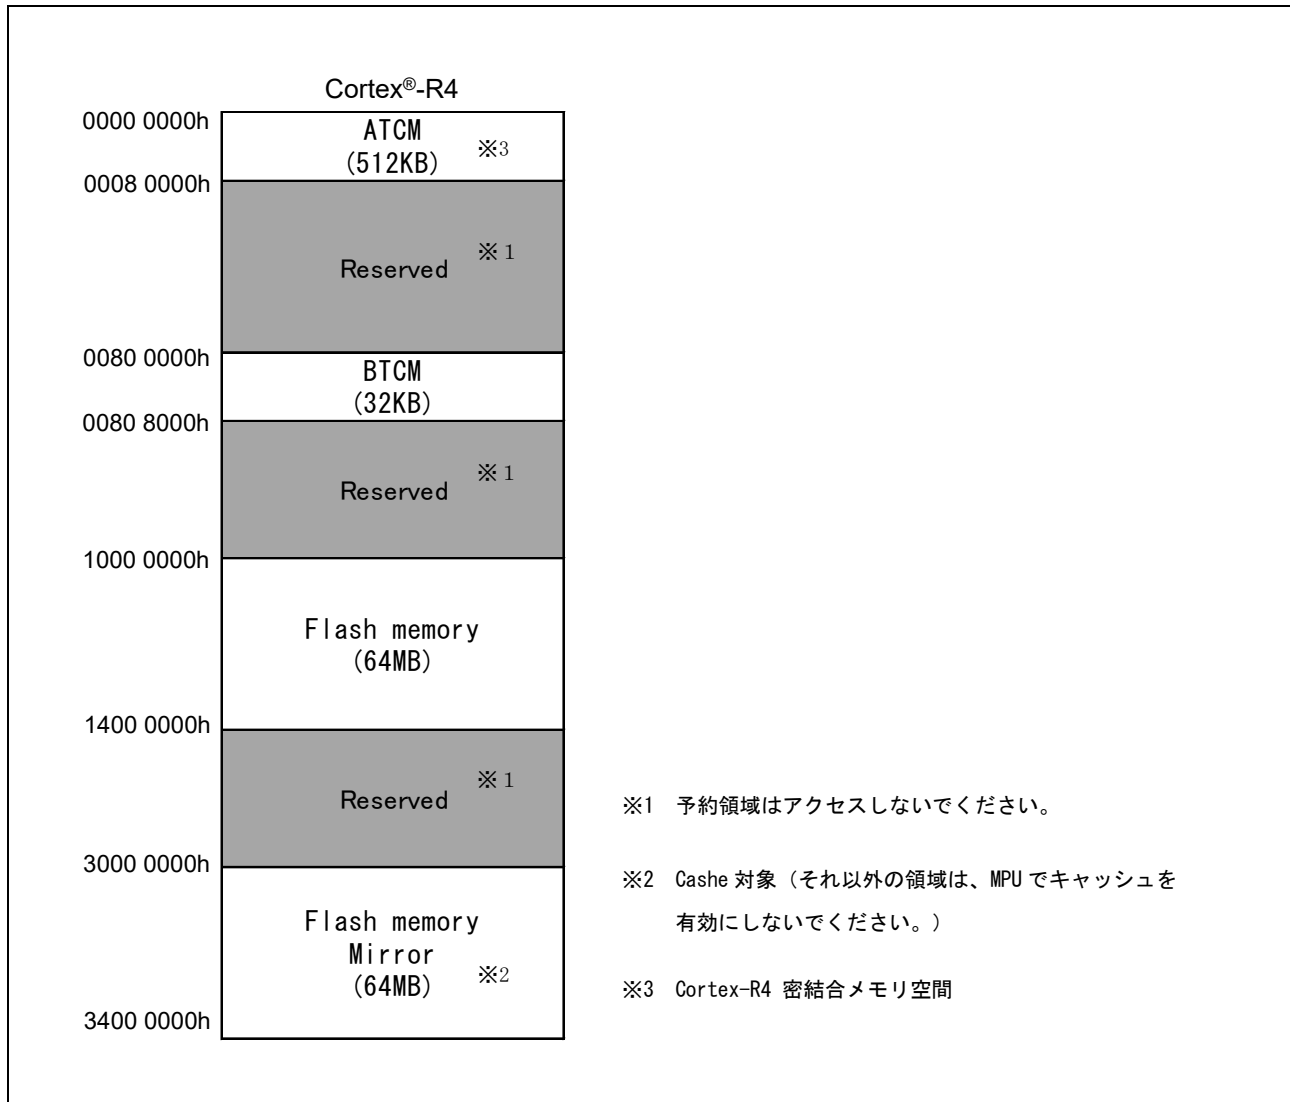 Cortex®-R4
0000 0000h
ATCM
(512KB)
※3
0008 0000h
Reserved
※1
0080 0000h
BTCM
(32KB)
0080 8000h
Reserved
※1
1000 0000h
Flash memory
(64MB)
1400 0000h
Reserved
※1
3000 0000h
Flash memory
Mirror
(64MB)
※2
3400 0000h
※1 予約領域はアクセスしないでください。
※2 Cashe 対象（それ以外の領域は、MPU でキャッシュを
有効にしないでください。）
※3 Cortex-R4 密結合メモリ空間